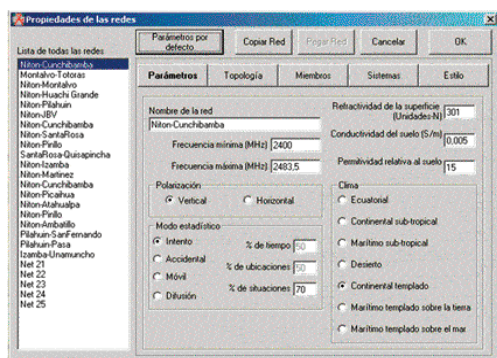 Propiedades de las redes
Parámetros por defecto
Copiar Red
Pegar Red
Cancelar
OK
Lista de todas las redes
Niton-Cunchibamba
Montalvo-Totoras
Niton-Montalvo
Niton-Huachi Grande
Niton-Pilahuin
Niton-JBV
Niton-Cunchibamba
Niton-SantaRosa
Niton-Pinllo
SantaRosa-Quisapincha
Niton-Izamba
Niton-Martinez
Niton-Cunchibamba
Niton-Picaihua
Niton-Atahualpa
Niton-Pinllo
Niton-Ambatillo
Pilahuin-SanFernando
Pilahuin-Pasa
Izamba-Unamuncho
Net 21
Net 22
Net 23
Net 24
Net 25
Parámetros
Topología
Miembros
Sistemas
Estilo
Nombre de la red
Niton-Cunchibamba
Frecuencia mínima (MHz) 2400
Frecuencia máxima (MHz) 2483,5
Polarización
Vertical
Horizontal
Modo estadístico
Intento
Accidental
Móvil
Difusión
% de tiempo 50
% de ubicaciones 50
% de situaciones 70
Refractividad de la superficie (Unidades-N) 301
Conductividad del suelo (S/m) 0,005
Permitividad relativa al suelo 15
Clima
Ecuatorial
Continental sub-tropical
Marítimo sub-tropical
Desierto
Continental templado
Marítimo templado sobre la tierra
Marítimo templado sobre el mar